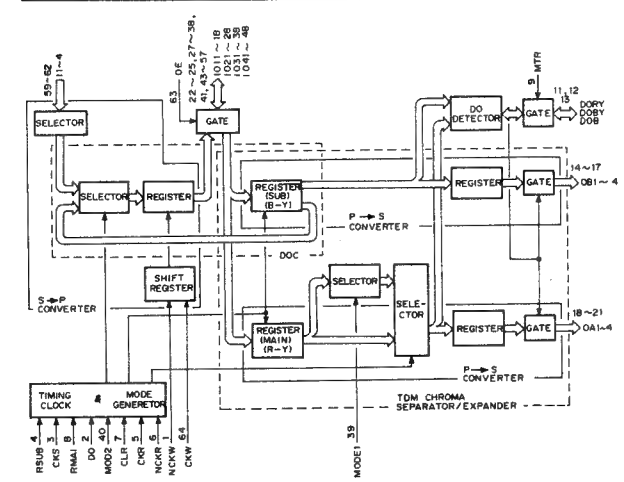 59~62
11~4
63 DE
22~25, 27~38,
41, 43~57
1011~18
1021~28
1031~38
1041~48
9 MTR
SELECTOR
GATE
DO
DETECTOR
GATE
11, 12
13
DORY
DOBY
DOB
SELECTOR
REGISTER
REGISTER
(SUB)
(B-Y)
REGISTER
GATE
14~17
OB1~4
P → S
CONVERTER
DOC
SHIFT
REGISTER
SELECTOR
SELE-
CTOR
S → P
CONVERTER
REGISTER
(MAIN)
(R-Y)
REGISTER
GATE
18~21
OA1~4
P → S
CONVERTER
TIMING & MODE
CLOCK GENERETOR
TDM CHROMA
SEPARATOR/EXPANDER
4 RSUB
3 CKS
8 RMAI
2 DO
40 MOD2
7 CLR
5 CKR
6 NCKR
1 NCKW
64 CKW
39 MODE1